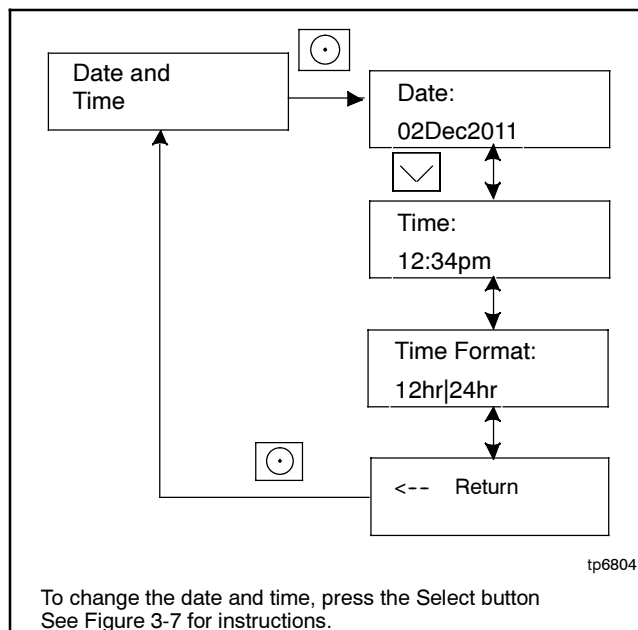 Date and
Time
Date:
02Dec2011
Time:
12:34pm
Time Format:
12hr|24hr
<-- Return
tp6804
To change the date and time, press the Select button
See Figure 3-7 for instructions.